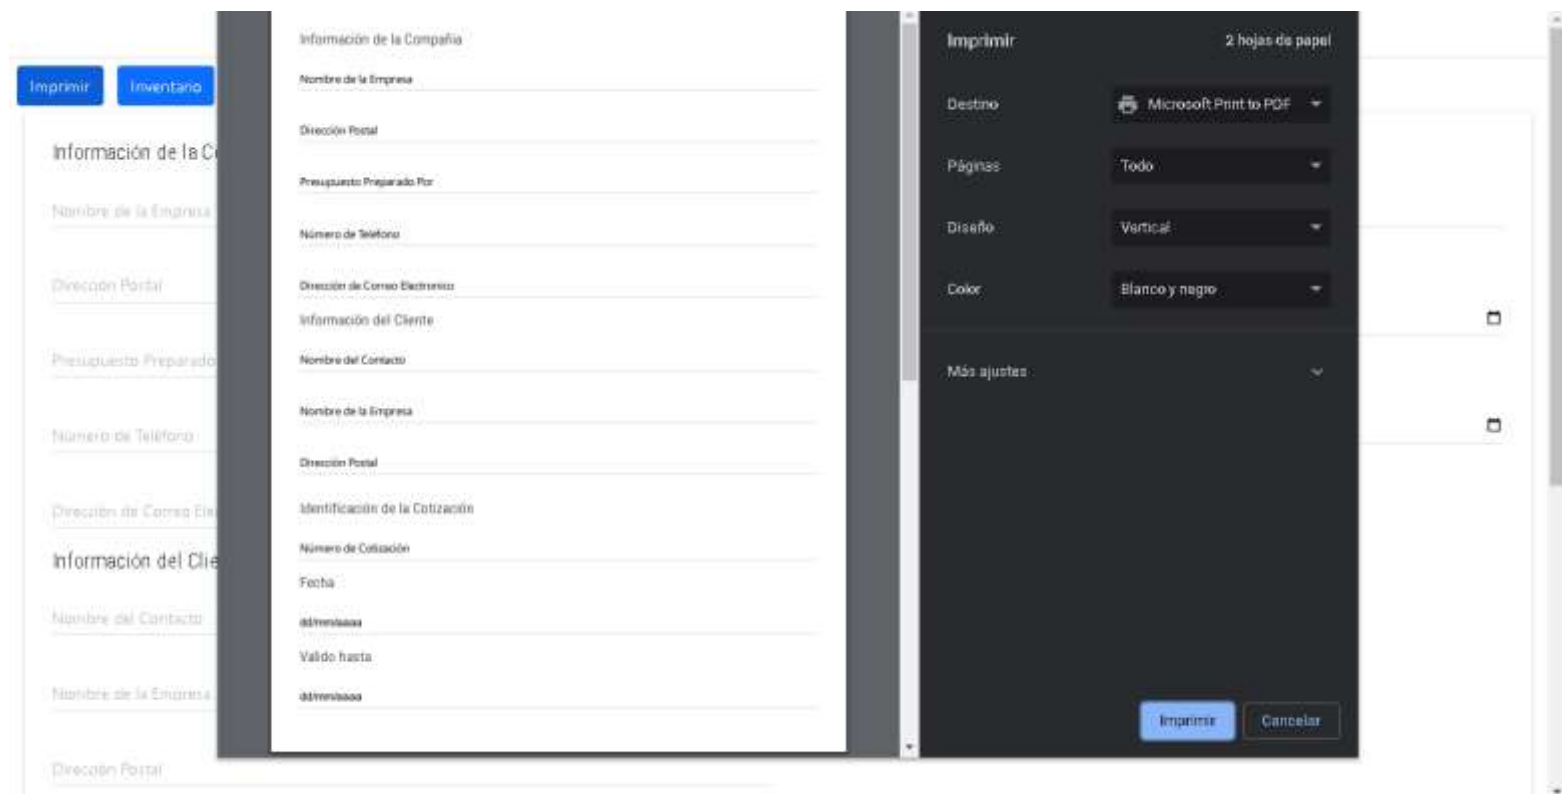 Imprimir
Inventario
Información de la C
Nombre de la Empresa
Dirección Postal
Presupuesto Preparado
Número de Teléfono
Dirección de Correo Ele
Información del Clie
Nombre del Contacto
Nombre de la Empresa
Dirección Postal
Información de la Compañia
Nombre de la Empresa
Dirección Postal
Presupuesto Preparado Por
Número de Teléfono
Dirección de Correo Electronico
Información del Cliente
Nombre del Contacto
Nombre de la Empresa
Dirección Postal
Identificación de la Cotización
Número de Cotización
Fecha
dd/mm/aaaa
Valido hasta
dd/mm/aaaa
Imprimir
2 hojas de papel
Destino
Microsoft Print to PDF
Páginas
Todo
Diseño
Vertical
Color
Blanco y negro
Más ajustes
Imprimir
Cancelar